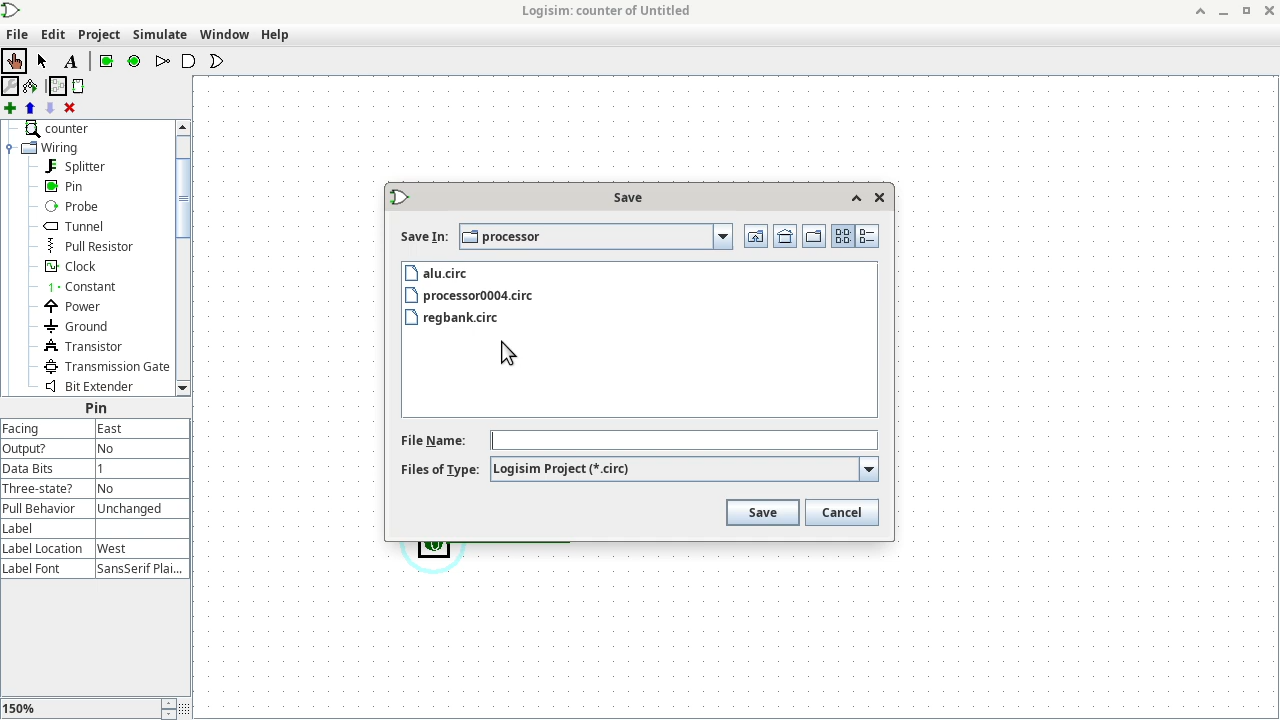 Logisim: counter of Untitled
File Edit Project Simulate Window Help
A
counter
Wiring
Splitter
Pin
Probe
Tunnel
Pull Resistor
Clock
1 Constant
Power
Ground
Transistor
Transmission Gate
Bit Extender
Pin
Facing East
Output? No
Data Bits 1
Three-state? No
Pull Behavior Unchanged
Label
Label Location West
Label Font SansSerif Plai...
150%
Save
Save In: processor
alu.circ
processor0004.circ
regbank.circ
File Name:
Files of Type: Logisim Project (*.circ)
Save Cancel